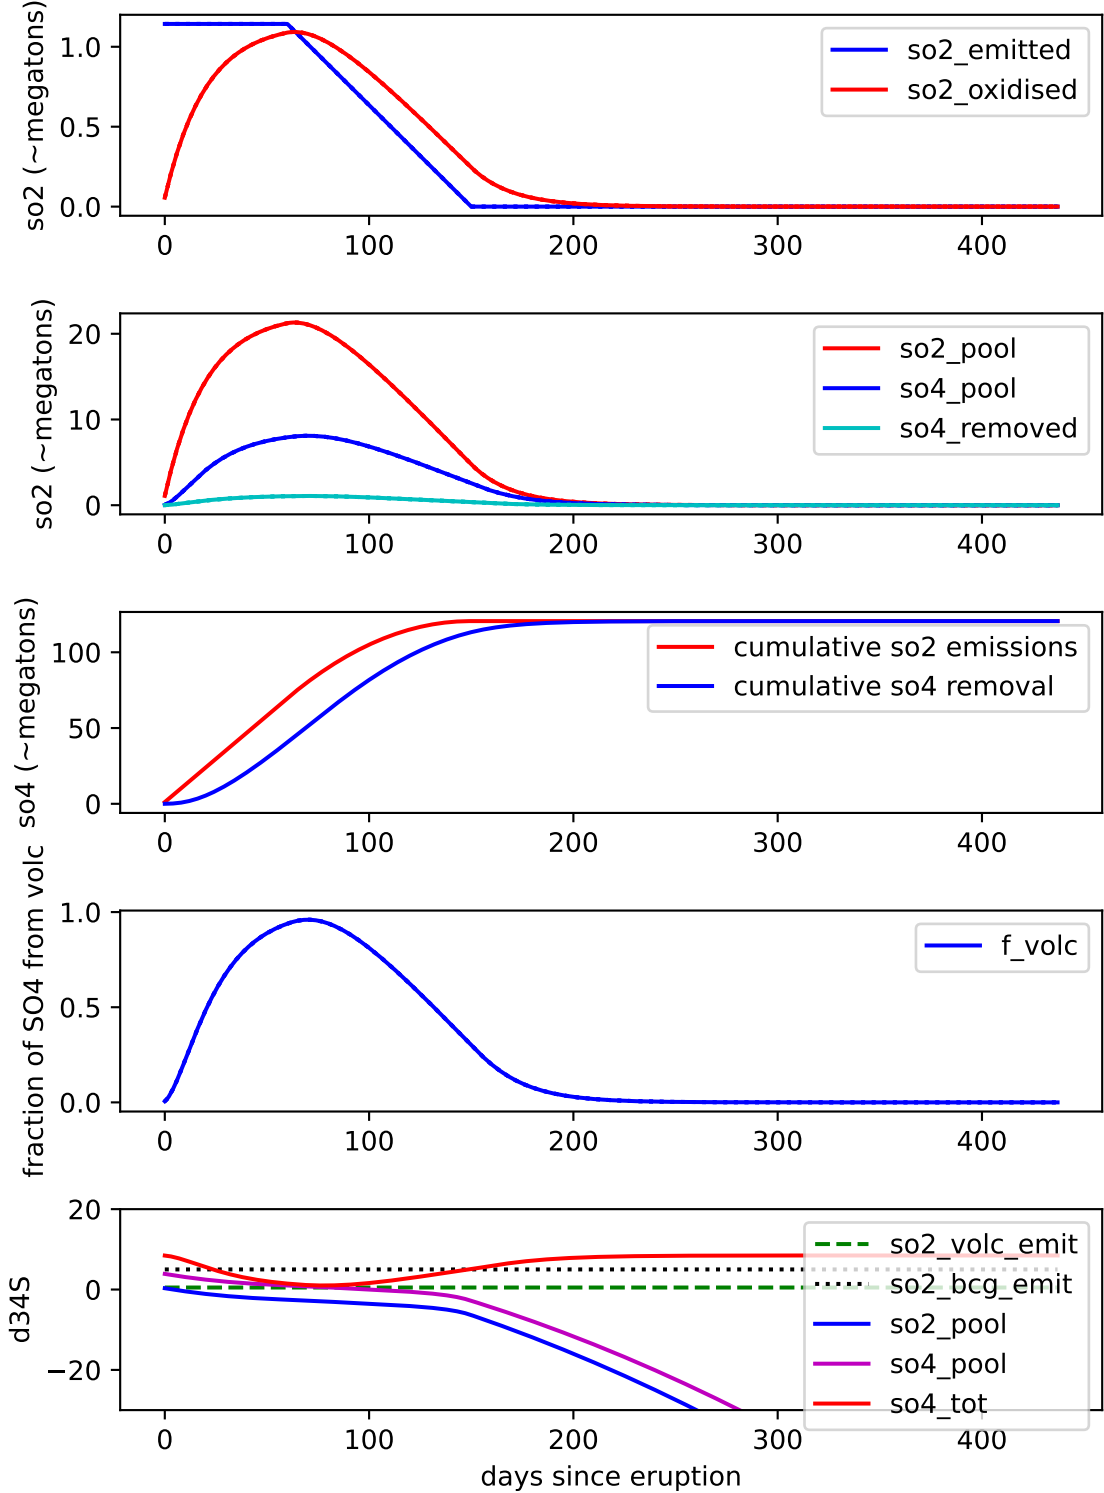 so2 (~megatons)
1.0
0.5
0.0
so2_emitted
so2_oxidised
0 100 200 300 400
so2 (~megatons)
20
10
0
so2_pool
so4_pool
so4_removed
0 100 200 300 400
so4 (~megatons)
100
50
0
cumulative so2 emissions
cumulative so4 removal
0 100 200 300 400
fraction of SO4 from volc
1.0
0.5
0.0
f_volc
0 100 200 300 400
d34S
20
0
−20
so2_volc_emit
so2_bcg_emit
so2_pool
so4_pool
so4_tot
0 100 200 300 400
days since eruption